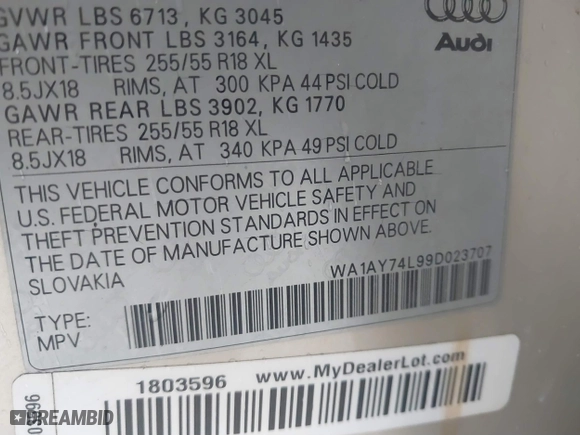 GVWR LBS 6713, KG 3045
GAWR FRONT LBS 3164, KG 1435
FRONT-TIRES 255/55 R18 XL
8.5JX18 RIMS, AT 300 KPA 44 PSI COLD
GAWR REAR LBS 3902, KG 1770
REAR-TIRES 255/55 R18 XL
8.5JX18 RIMS, AT 340 KPA 49 PSI COLD
Audi
THIS VEHICLE CONFORMS TO ALL APPLICABLE
U.S. FEDERAL MOTOR VEHICLE SAFETY AND
THEFT PREVENTION STANDARDS IN EFFECT ON
THE DATE OF MANUFACTURE SHOWN ABOVE.
SLOVAKIA
WA1AY74L99D023707
TYPE:
MPV
1803596 www.MyDealerLot.com
1803596
DREAMBID